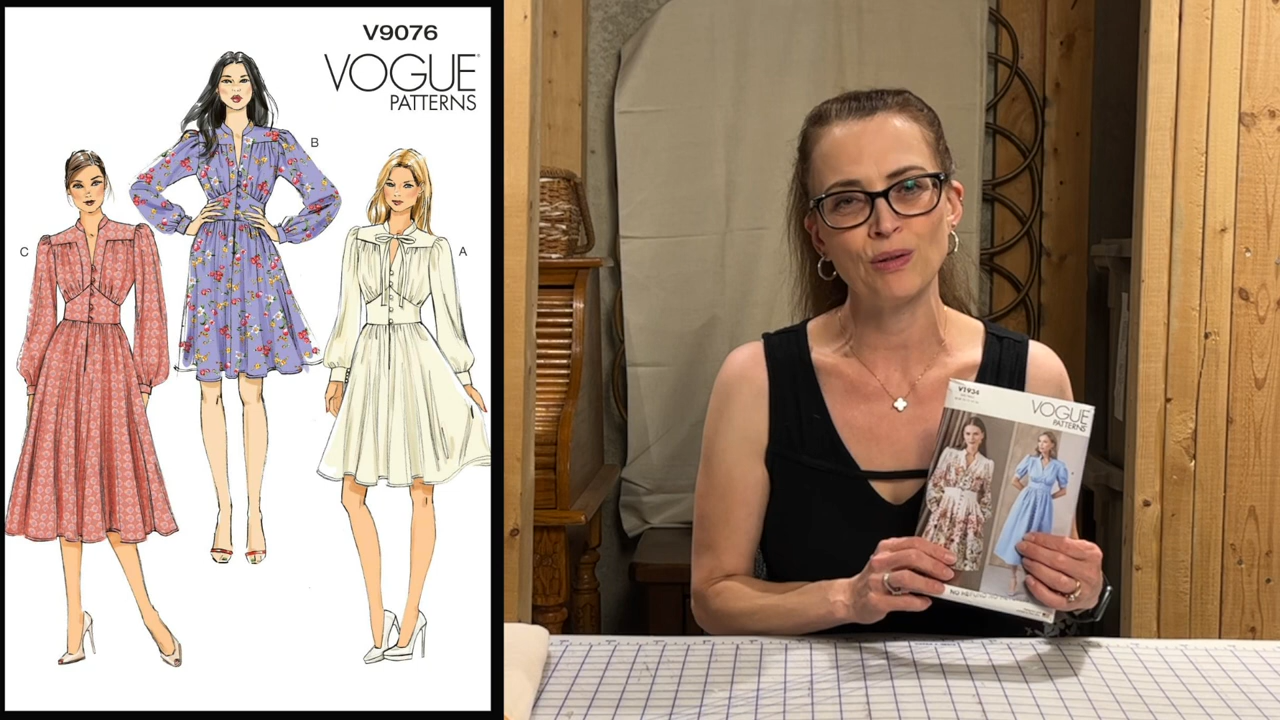 V9076
VOGUE
PATTERNS
B
C
A
V1934
VOGUE
PATTERNS